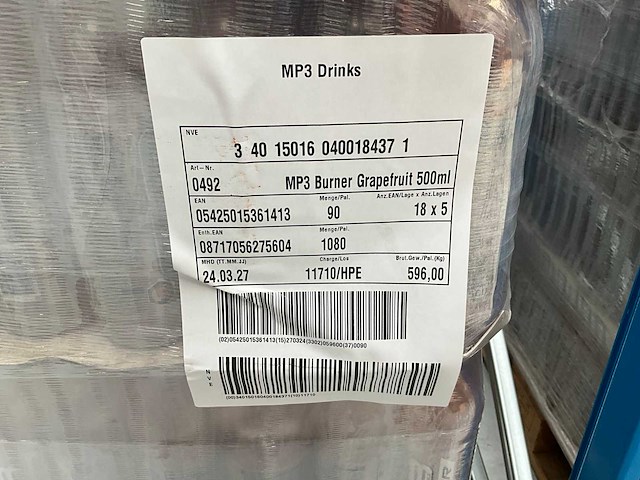 MP3 Drinks
NVE
3 40 15016 040018437 1
Art-Nr.
0492 MP3 Burner Grapefruit 500ml
EAN Menge/Pal. Anz.EAN/Lage x Anz.Lagen
05425015361413 90 18 x 5
Enth.EAN Menge/Pal.
08717056275604 1080
MHD (TT.MM.JJ) Charge/Los Brut.Gew./Pal.(Kg)
24.03.27 11710/HPE 596,00
(02)05425015361413(15)270324(3302)059600(37)0090
NVE
(00)340150160400184371(10)11710